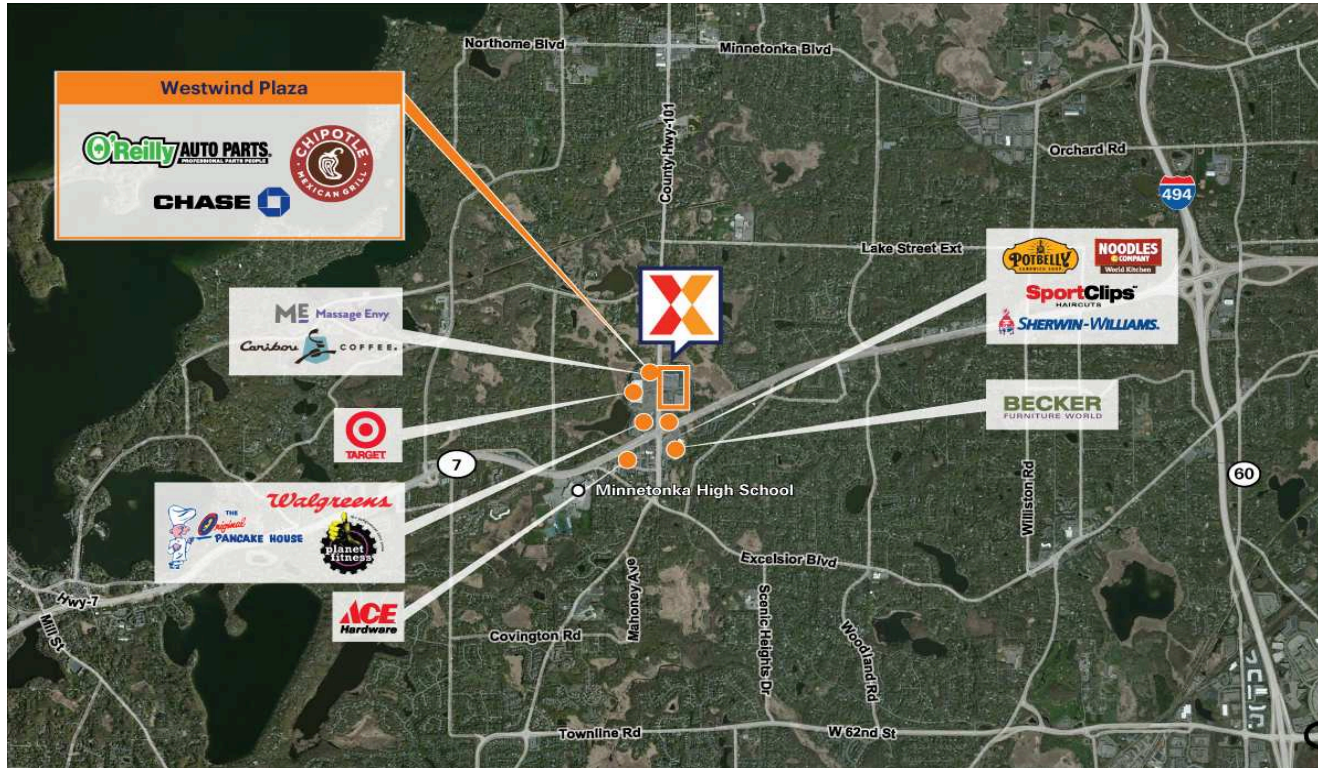 Northome Blvd
Minnetonka Blvd
Westwind Plaza
O'Reilly AUTO PARTS.
PROFESSIONAL PARTS PEOPLE
CHIPOTLE
MEXICAN GRILL
CHASE
County Hwy-101
Orchard Rd
494
Lake Street Ext
POTBELLY
SANDWICH SHOP
NOODLES
& COMPANY
World Kitchen
SportClips
HAIRCUTS
SHERWIN-WILLIAMS.
ME Massage Envy
Caribou COFFEE
X
BECKER
FURNITURE WORLD
TARGET
7
60
Minnetonka High School
Williston Rd
Walgreens
THE
Original
PANCAKE HOUSE
planet
fitness
Excelsior Blvd
Hwy-7
Mill St
ACE
Hardware
Mahoney Ave
Covington Rd
Scenic Heights Dr
Woodland Rd
Townline Rd
W 62nd St